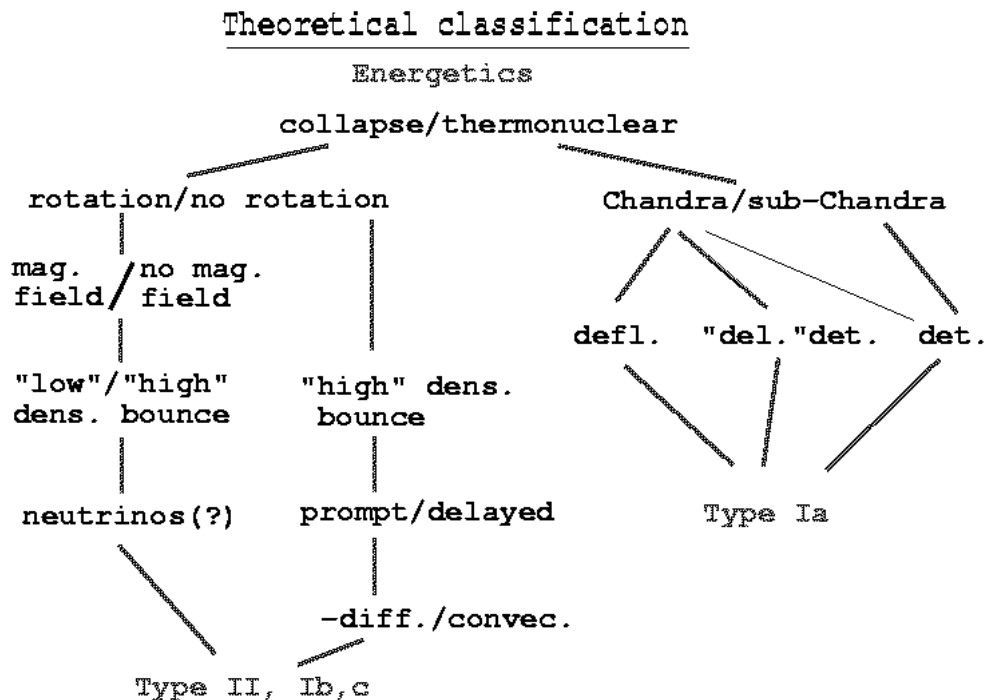 Theoretical classification
Energetics
collapse/thermonuclear
rotation/no rotation
Chandra/sub-Chandra
mag. / no mag.
field / field
defl.
"del."det.
det.
"low"/"high"
dens. bounce
"high" dens.
bounce
neutrinos(?)
prompt/delayed
Type Ia
-diff./convec.
Type II, Ib,c